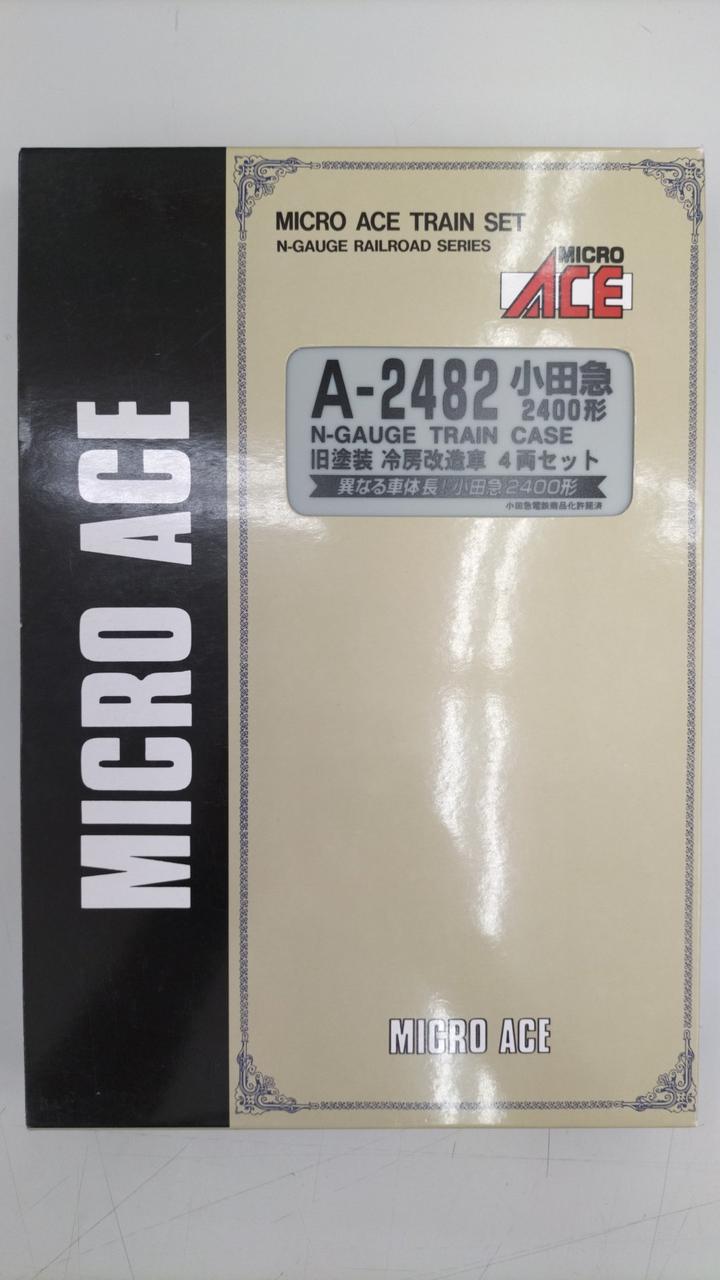 MICRO ACE
MICRO ACE TRAIN SET
N-GAUGE RAILROAD SERIES
MICRO
ACE
A-2482 小田急
2400形
N-GAUGE TRAIN CASE
旧塗装 冷房改造車 4両セット
異なる車体長!小田急2400形
小田急電鉄商品化許諾済
MICRO ACE